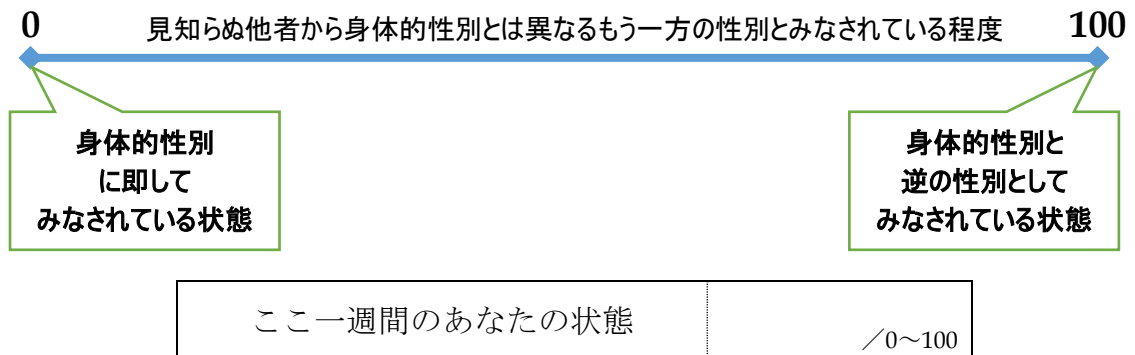 0 見知らぬ他者から身体的性別とは異なるもう一方の性別とみなされている程度 100
身体的性別
に即して
みなされている状態
身体的性別と
逆の性別として
みなされている状態
ここ一週間のあなたの状態 ／0～100